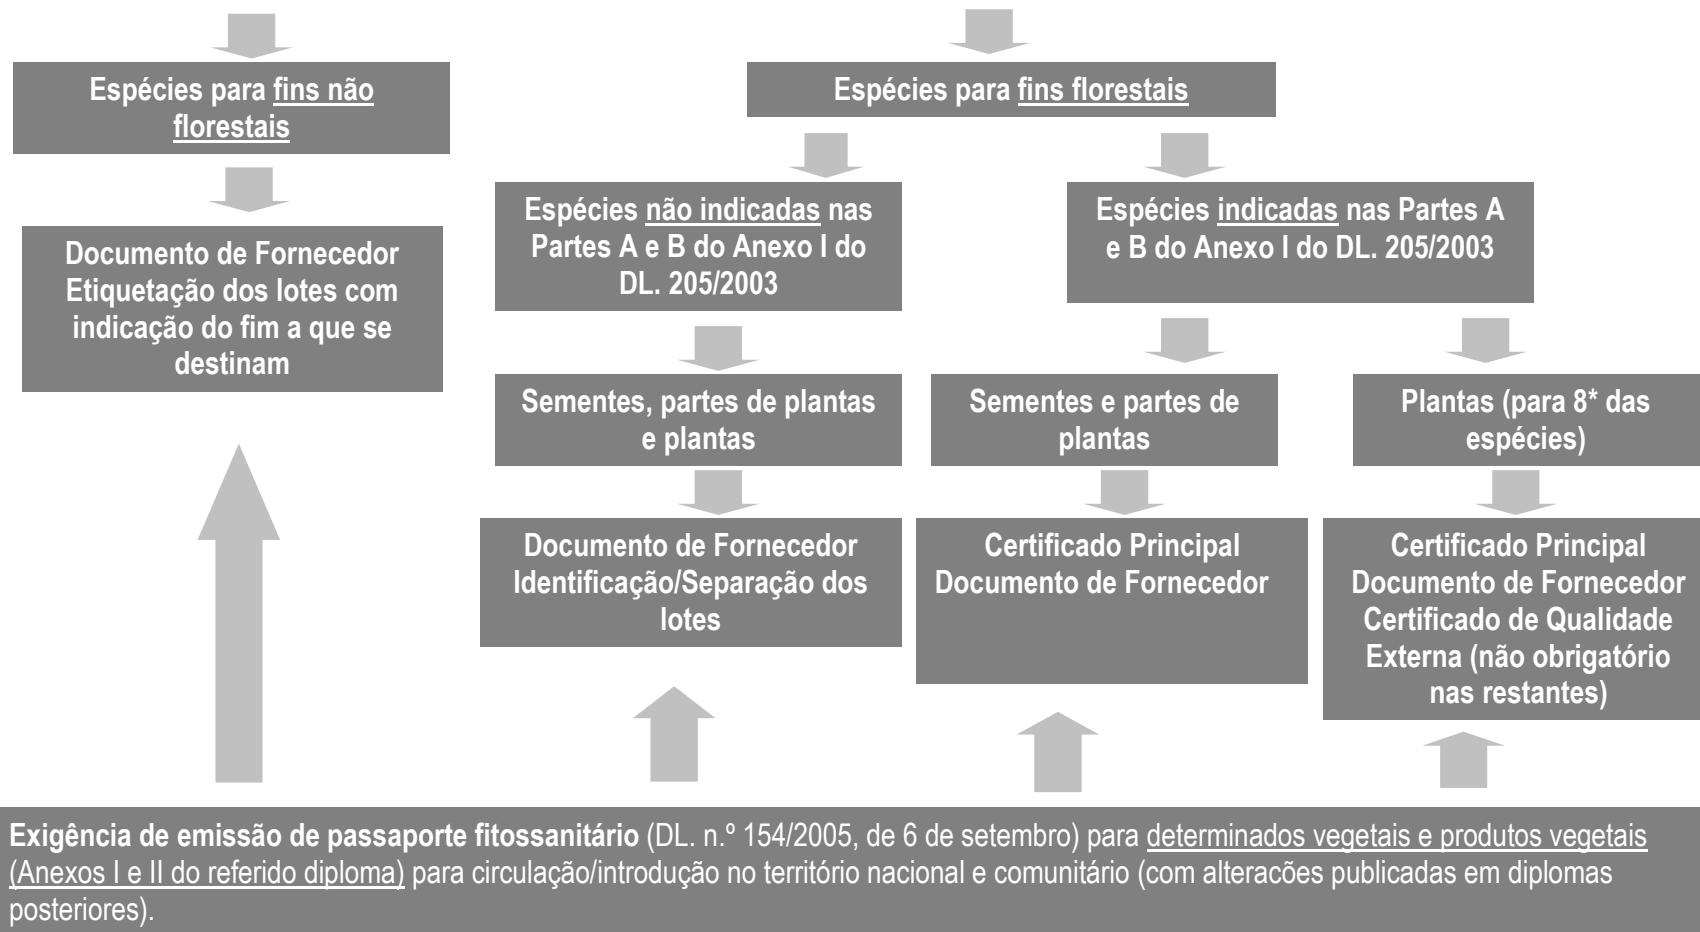 Espécies para fins não
florestais
Espécies para fins florestais
Documento de Fornecedor
Etiquetação dos lotes com
indicação do fim a que se
destinam
Espécies não indicadas nas
Partes A e B do Anexo I do
DL. 205/2003
Espécies indicadas nas Partes A
e B do Anexo I do DL. 205/2003
Sementes, partes de plantas
e plantas
Sementes e partes de
plantas
Plantas (para 8* das
espécies)
Documento de Fornecedor
Identificação/Separação dos
lotes
Certificado Principal
Documento de Fornecedor
Certificado Principal
Documento de Fornecedor
Certificado de Qualidade
Externa (não obrigatório
nas restantes)
Exigência de emissão de passaporte fitossanitário (DL. n.º 154/2005, de 6 de setembro) para determinados vegetais e produtos vegetais
(Anexos I e II do referido diploma) para circulação/introdução no território nacional e comunitário (com alteracões publicadas em diplomas
posteriores).